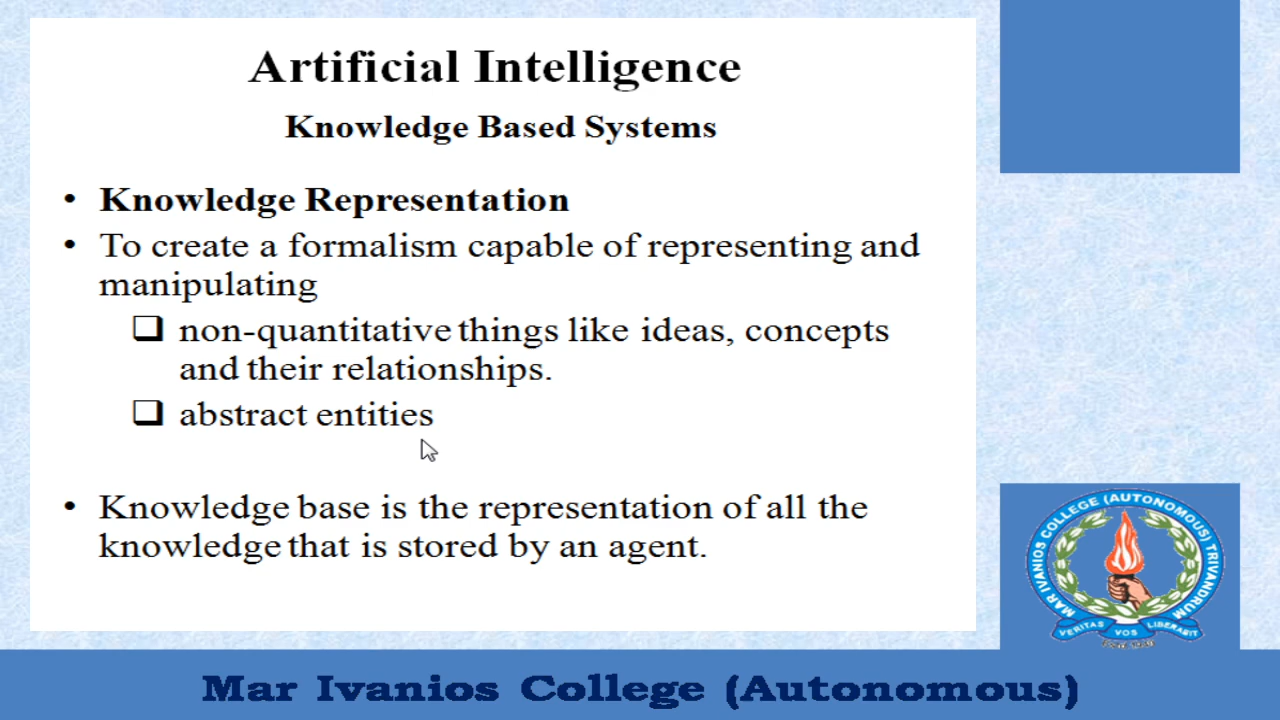 Artificial Intelligence
Knowledge Based Systems
• Knowledge Representation
• To create a formalism capable of representing and
manipulating
❑ non-quantitative things like ideas, concepts
and their relationships.
❑ abstract entities
• Knowledge base is the representation of all the
knowledge that is stored by an agent.
MAR IVANIOS COLLEGE (AUTONOMOUS) TRIVANDRUM
VERITAS VOS LIBERABIT
Mar Ivanios College (Autonomous)